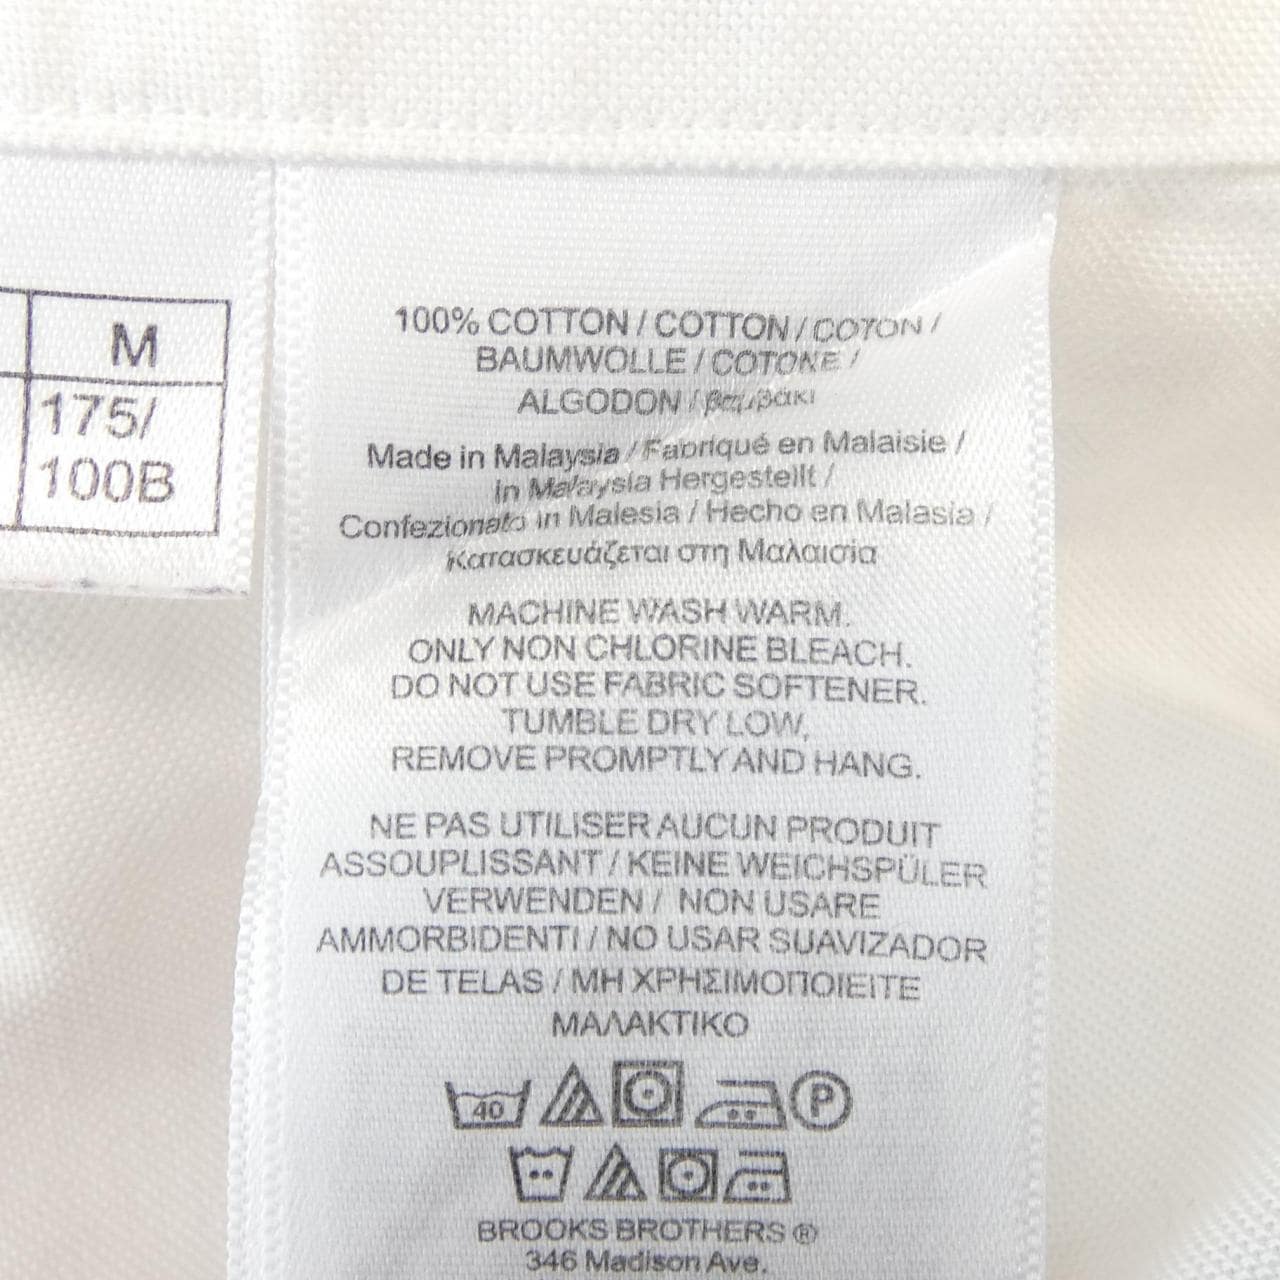 M
175/
100B
100% COTTON / COTTON / COTON /
BAUMWOLLE / COTONE /
ALGODON / βαμβάκι
Made in Malaysia / Fabriqué en Malaisie /
in Malaysia Hergestellt /
Confezionato in Malesia / Hecho en Malasia /
Κατασκευάζεται στη Μαλαισία
MACHINE WASH WARM.
ONLY NON CHLORINE BLEACH.
DO NOT USE FABRIC SOFTENER.
TUMBLE DRY LOW,
REMOVE PROMPTLY AND HANG.
NE PAS UTILISER AUCUN PRODUIT
ASSOUPLISSANT / KEINE WEICHSPÜLER
VERWENDEN / NON USARE
AMMORBIDENTI / NO USAR SUAVIZADOR
DE TELAS / ΜΗ ΧΡΗΣΙΜΟΠΟΙΕΙΤΕ
ΜΑΛΑΚΤΙΚΟ
40 P
BROOKS BROTHERS ®
346 Madison Ave.